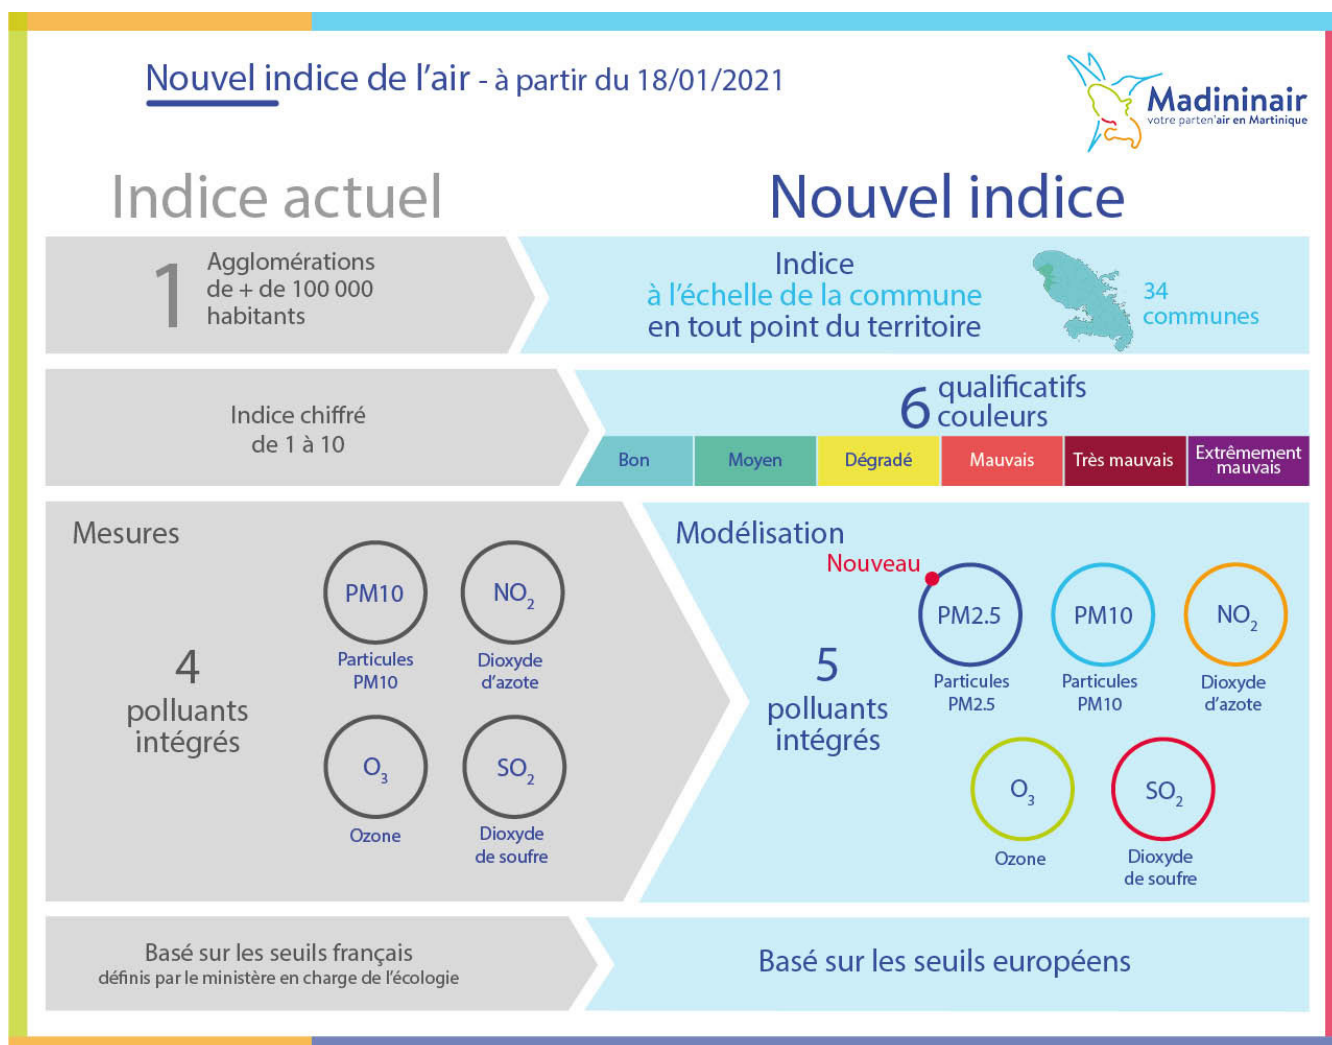 Nouvel indice de l'air - à partir du 18/01/2021
Madininair
votre parten'air en Martinique
Indice actuel
Nouvel indice
1
Agglomérations
de + de 100 000
habitants
Indice
à l'échelle de la commune
en tout point du territoire
34
communes
Indice chiffré
de 1 à 10
6
qualificatifs
couleurs
Bon
Moyen
Dégradé
Mauvais
Très mauvais
Extrêmement
mauvais
Mesures
4
polluants
intégrés
PM10
Particules
PM10
NO2
Dioxyde
d'azote
O3
Ozone
SO2
Dioxyde
de soufre
Modélisation
Nouveau
5
polluants
intégrés
PM2.5
Particules
PM2.5
PM10
Particules
PM10
NO2
Dioxyde
d'azote
O3
Ozone
SO2
Dioxyde
de soufre
Basé sur les seuils français
définis par le ministère en charge de l'écologie
Basé sur les seuils européens